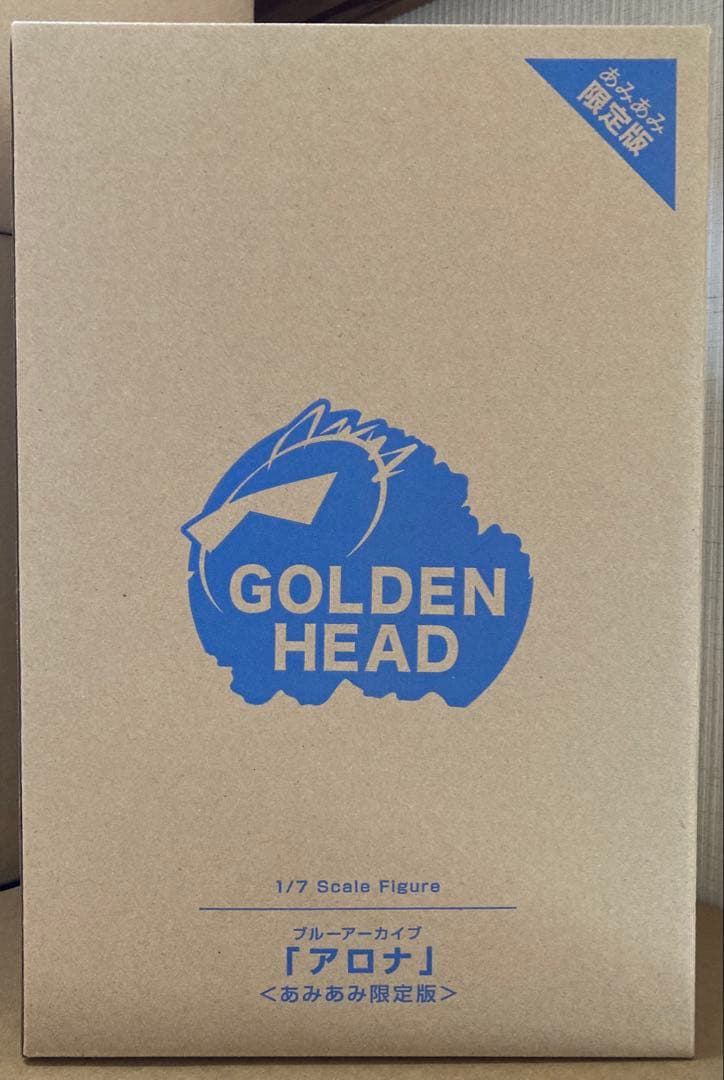 あみあみ
限定版
GOLDEN
HEAD
1/7 Scale Figure
ブルーアーカイブ
「アロナ」
＜あみあみ限定版＞